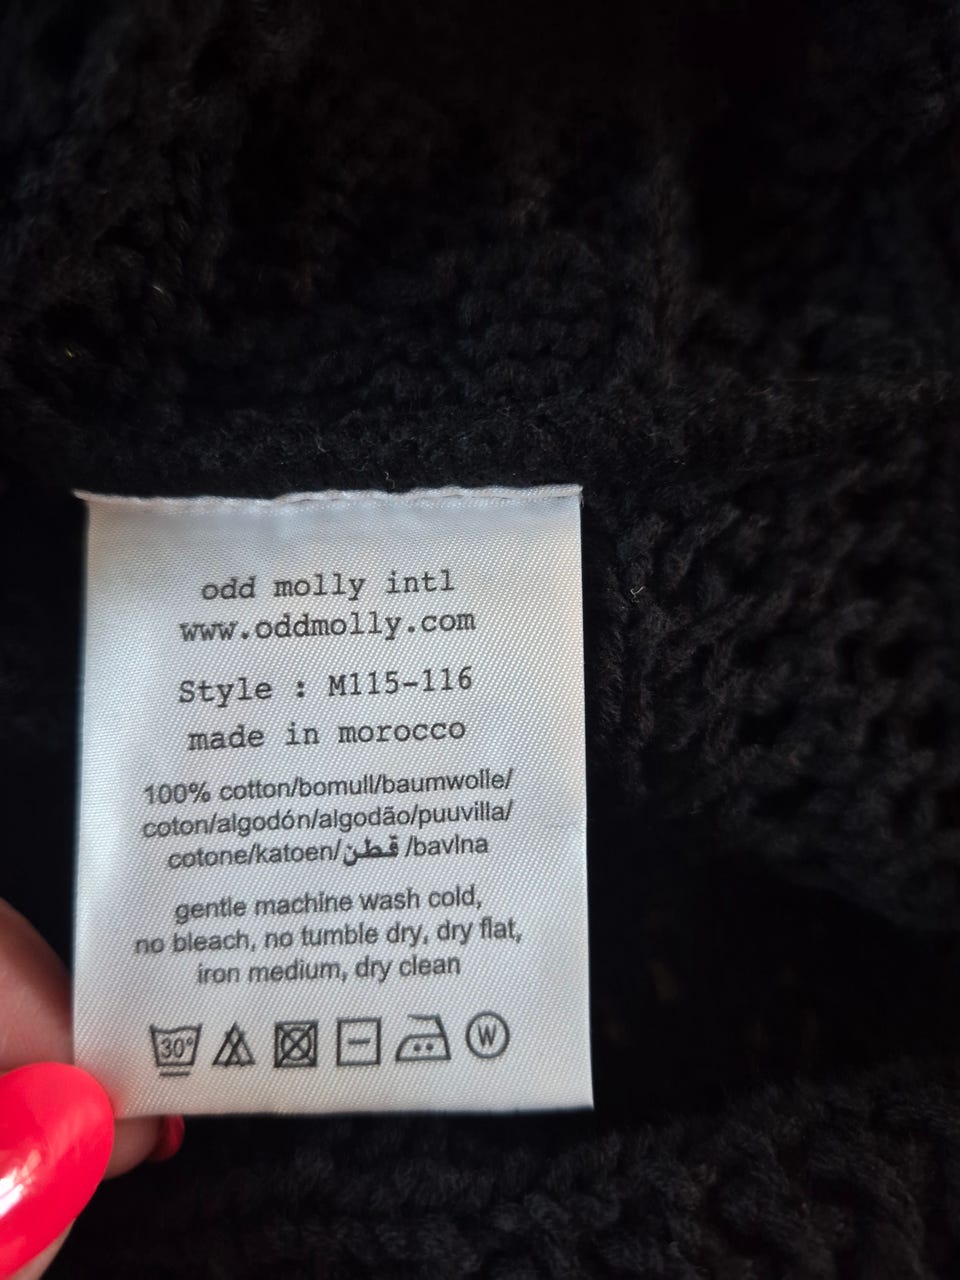 odd molly intl
www.oddmolly.com
Style : M115-116
made in morocco
100% cotton/bomull/baumwolle/
coton/algodón/algodão/puuvilla/
cotone/katoen/قطن/bavlna
gentle machine wash cold,
no bleach, no tumble dry, dry flat,
iron medium, dry clean
30° W